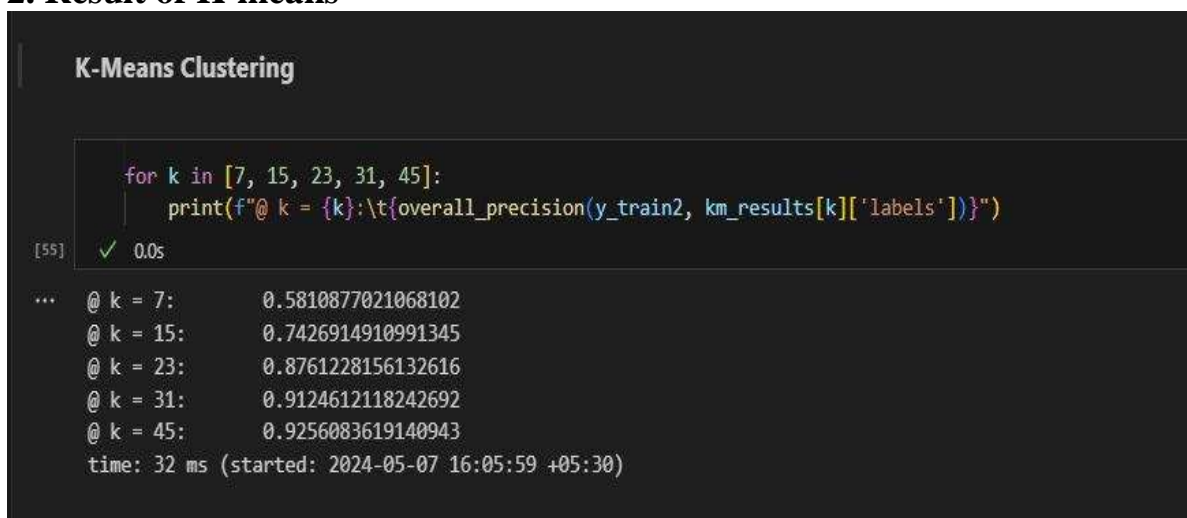 2. Result of K-means
K-Means Clustering
for k in [7, 15, 23, 31, 45]:
print(f"@ k = {k}:\t{overall_precision(y_train2, km_results[k]['labels'])}")
[55] ✓ 0.0s
... @ k = 7: 0.5810877021068102
@ k = 15: 0.7426914910991345
@ k = 23: 0.8761228156132616
@ k = 31: 0.9124612118242692
@ k = 45: 0.9256083619140943
time: 32 ms (started: 2024-05-07 16:05:59 +05:30)